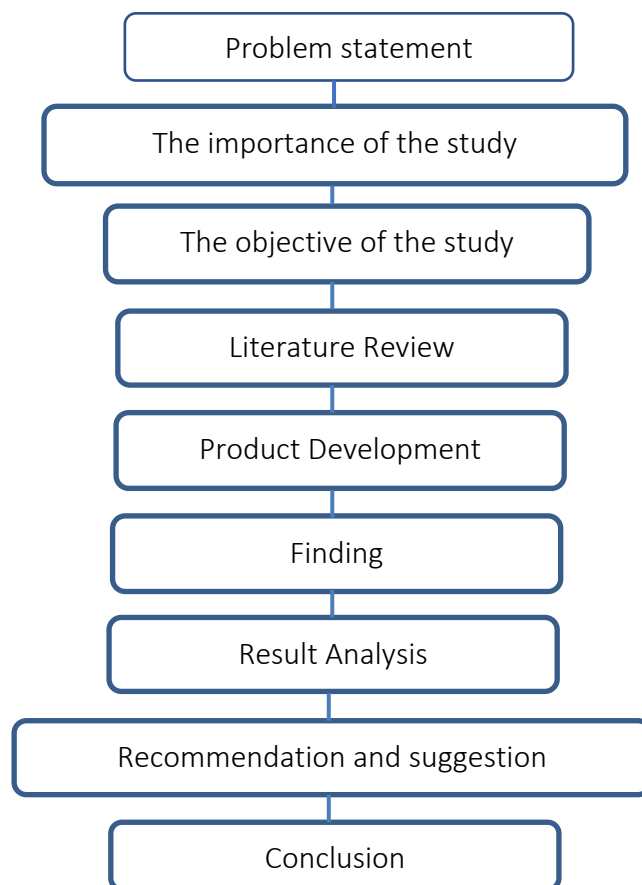 Problem statement
The importance of the study
The objective of the study
Literature Review
Product Development
Finding
Result Analysis
Recommendation and suggestion
Conclusion